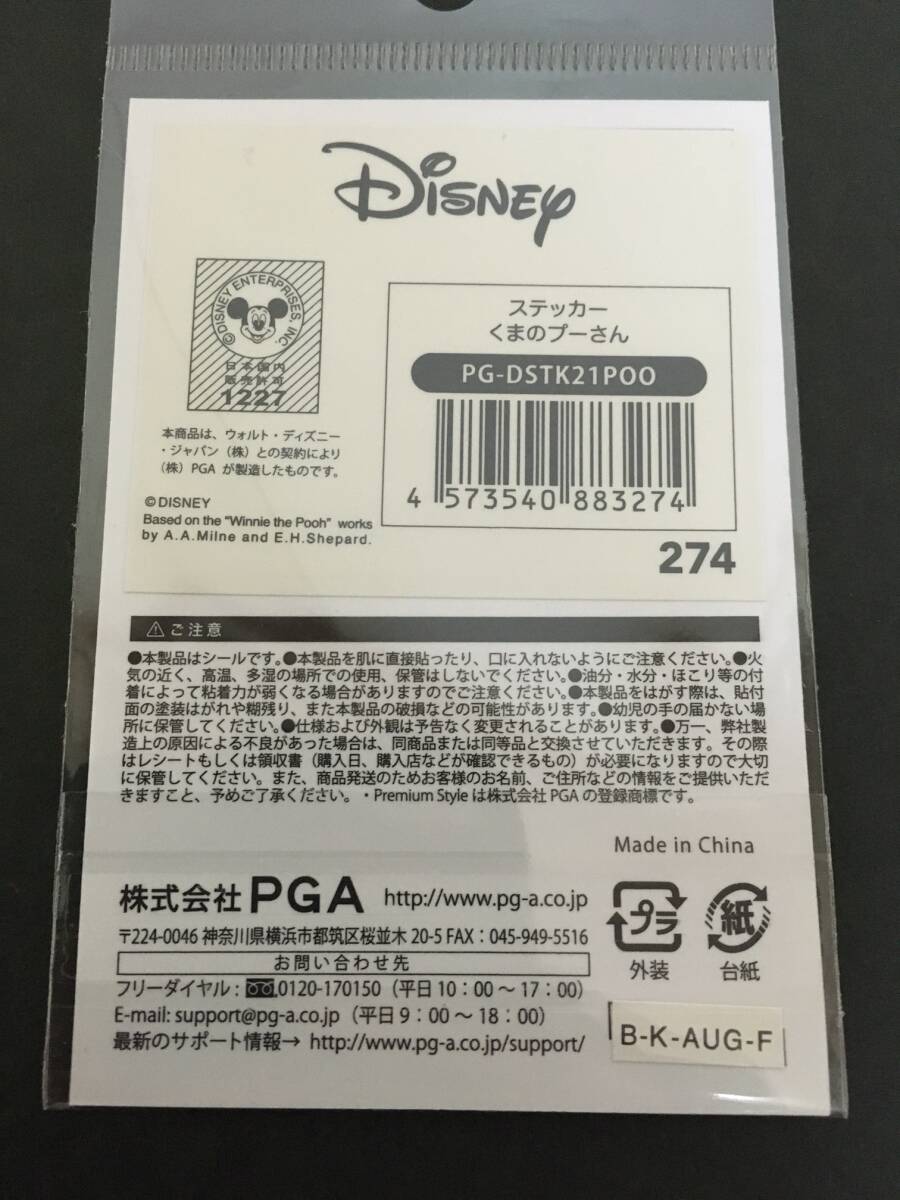 Disney
©DISNEY ENTERPRISES, INC.
日本国内
販売許可
1227
本商品は、ウォルト・ディズニー
・ジャパン（株）との契約により
（株）PGA が製造したものです。
©DISNEY
Based on the "Winnie the Pooh" works
by A.A.Milne and E.H.Shepard.
ステッカー
くまのプーさん
PG-DSTK21POO
4 573540 883274
274
⚠ ご注意
●本製品はシールです。●本製品を肌に直接貼ったり、口に入れないようにご注意ください。●火
気の近く、高温、多湿の場所での使用、保管はしないでください。●油分・水分・ほこり等の付
着によって粘着力が弱くなる場合がありますのでご注意ください。●本製品をはがす際は、貼付
面の塗装はがれや糊残り、また本製品の破損などの可能性があります。●幼児の手の届かない場
所に保管してください。●仕様および外観は予告なく変更されることがあります。●万一、弊社製
造上の原因による不良があった場合は、同商品または同等品と交換させていただきます。その際
はレシートもしくは領収書（購入日、購入店などが確認できるもの）が必要になりますので大切
に保管してください。また、商品発送のためお客様のお名前、ご住所などの情報をご提供いただ
きますこと、予めご了承ください。・Premium Style は株式会社 PGA の登録商標です。
Made in China
株式会社 PGA http://www.pg-a.co.jp
〒224-0046 神奈川県横浜市都筑区桜並木 20-5 FAX：045-949-5516
お問い合わせ先
フリーダイヤル：0120-170150（平日 10：00～17：00）
E-mail: support@pg-a.co.jp（平日 9：00～18：00）
最新のサポート情報→ http://www.pg-a.co.jp/support/
プラ
外装
紙
台紙
B-K-AUG-F